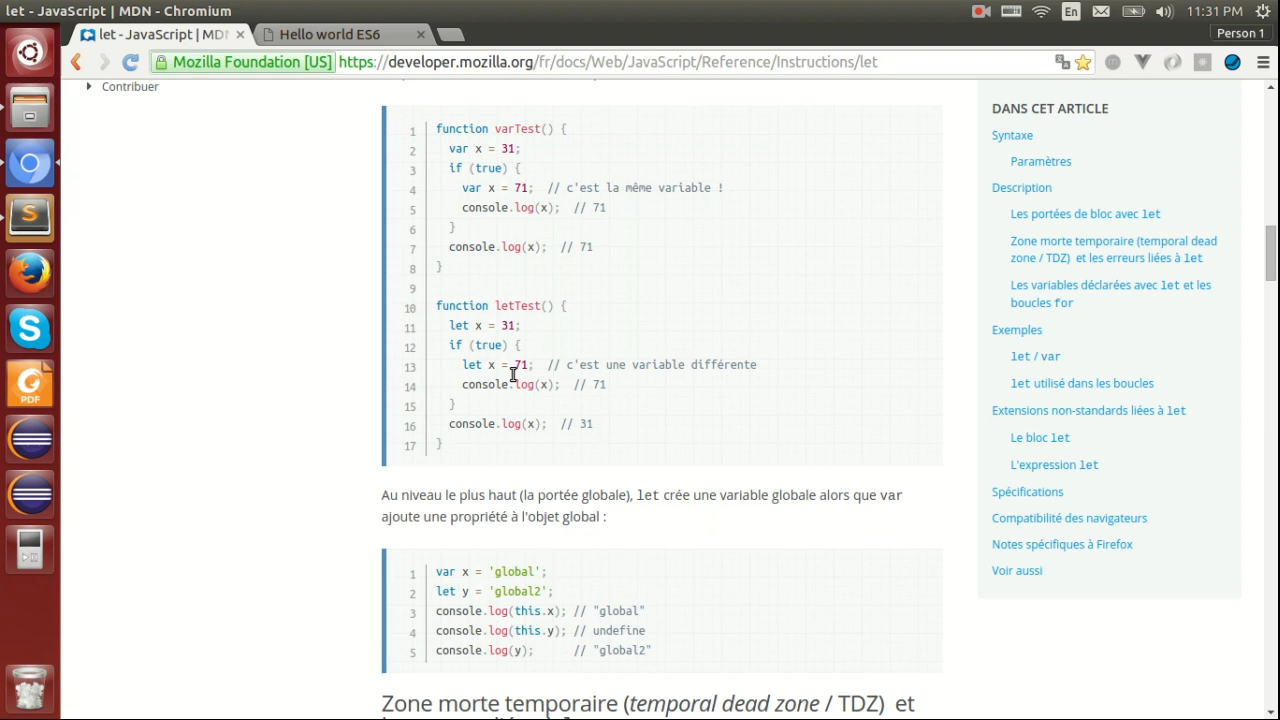 let - JavaScript | MDN - Chromium
En
11:31 PM
let - JavaScript | MDN
Hello world ES6
Person 1
Mozilla Foundation [US]
https://developer.mozilla.org/fr/docs/Web/JavaScript/Reference/Instructions/let
Contribuer
1 function varTest() {
2 var x = 31;
3 if (true) {
4 var x = 71; // c'est la même variable !
5 console.log(x); // 71
6 }
7 console.log(x); // 71
8 }
9
10 function letTest() {
11 let x = 31;
12 if (true) {
13 let x = 71; // c'est une variable différente
14 console.log(x); // 71
15 }
16 console.log(x); // 31
17 }
Au niveau le plus haut (la portée globale), let crée une variable globale alors que var
ajoute une propriété à l'objet global :
1 var x = 'global';
2 let y = 'global2';
3 console.log(this.x); // "global"
4 console.log(this.y); // undefine
5 console.log(y); // "global2"
Zone morte temporaire (temporal dead zone / TDZ) et
DANS CET ARTICLE
Syntaxe
Paramètres
Description
Les portées de bloc avec let
Zone morte temporaire (temporal dead
zone / TDZ) et les erreurs liées à let
Les variables déclarées avec let et les
boucles for
Exemples
let / var
let utilisé dans les boucles
Extensions non-standards liées à let
Le bloc let
L'expression let
Spécifications
Compatibilité des navigateurs
Notes spécifiques à Firefox
Voir aussi
PDF